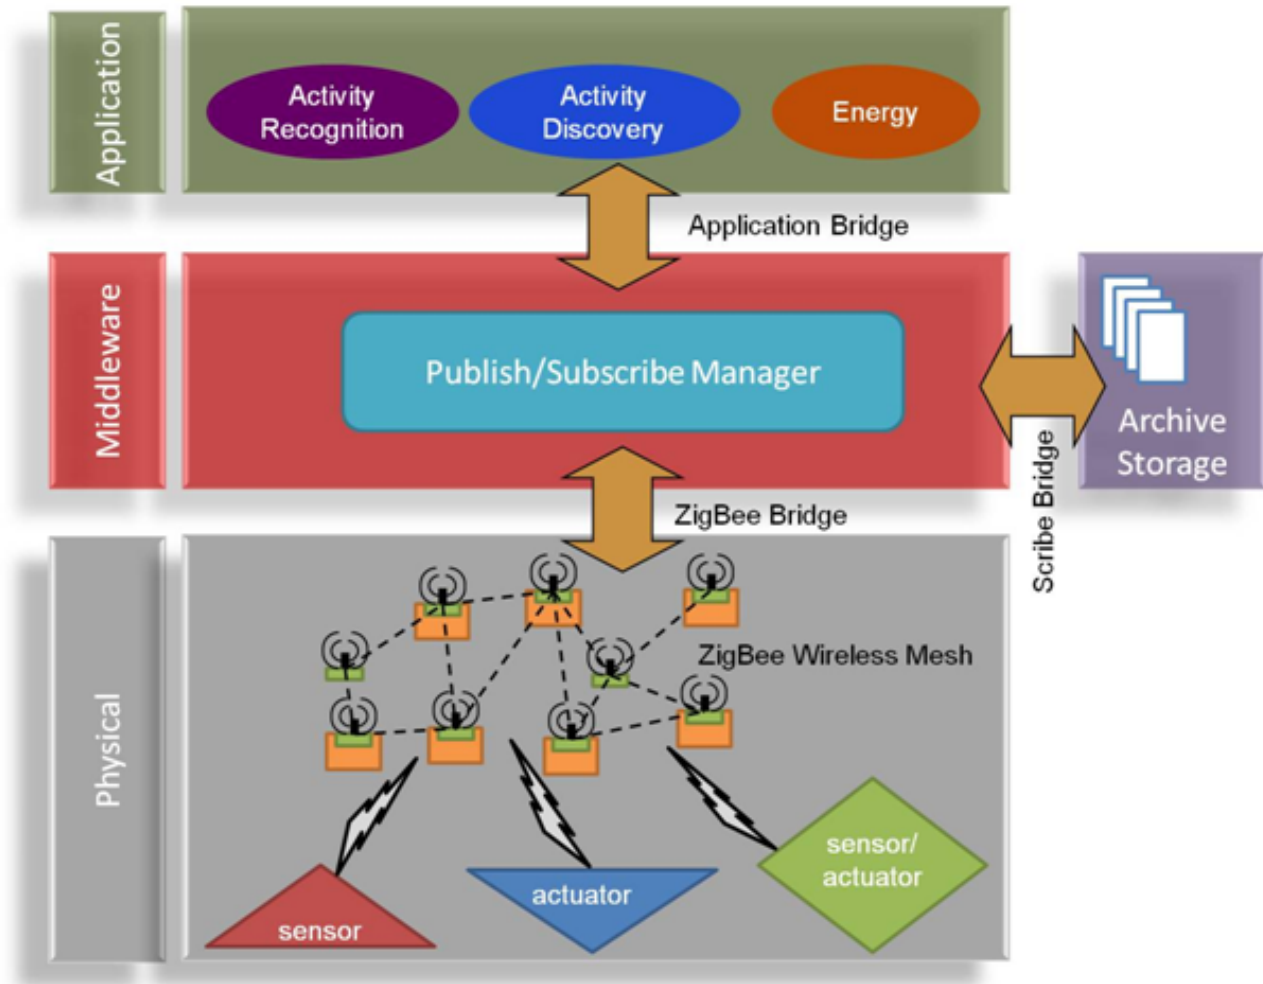 Application
Activity
Recognition
Activity
Discovery
Energy
Application Bridge
Middleware
Publish/Subscribe Manager
Archive
Storage
Scribe Bridge
ZigBee Bridge
Physical
ZigBee Wireless Mesh
sensor
actuator
sensor/
actuator